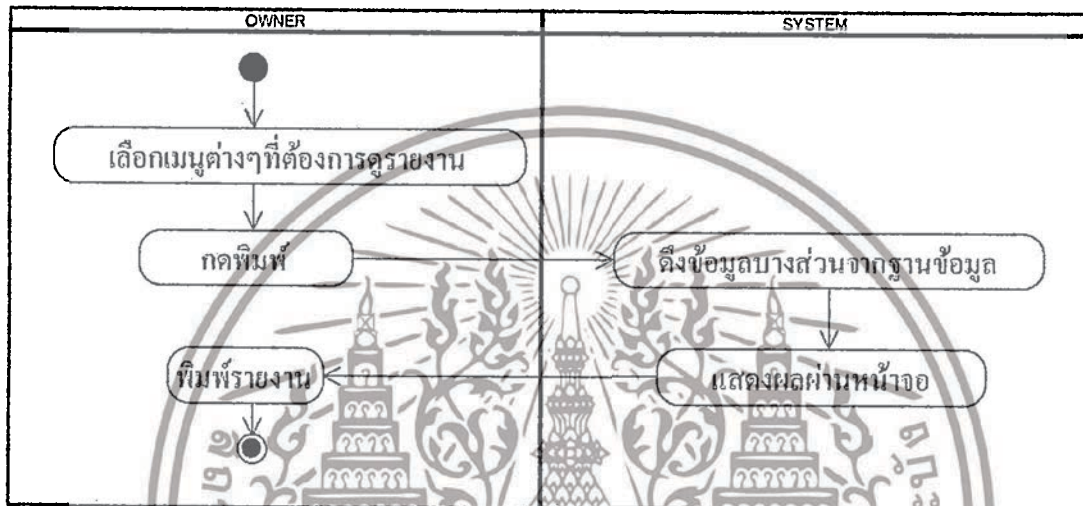 OWNER
SYSTEM
เลือกเมนูต่างๆที่ต้องการดูรายงาน
กดพิมพ์
ดึงข้อมูลบางส่วนจากฐานข้อมูล
พิมพ์รายงาน
แสดงผลผ่านหน้าจอ